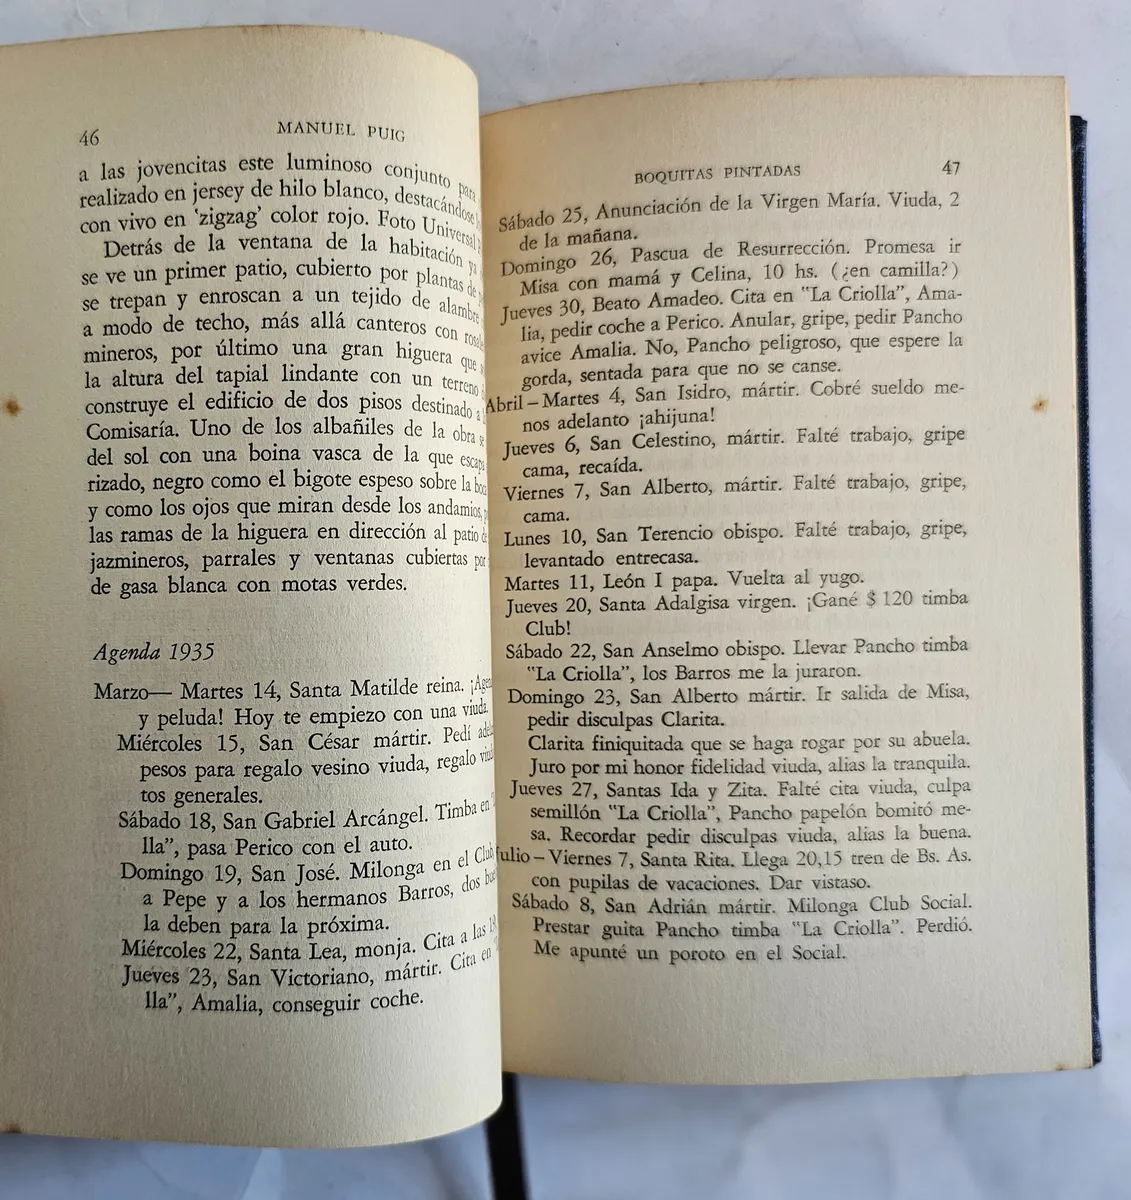 46
MANUEL PUIG
a las jovencitas este luminoso conjunto para
realizado en jersey de hilo blanco, destacándose
con vivo en ‘zigzag’ color rojo. Foto Universal
Detrás de la ventana de la habitación ya
se ve un primer patio, cubierto por plantas de
se trepan y enroscan a un tejido de alambre
a modo de techo, más allá canteros con
mineros, por último una gran higuera que
la altura del tapial lindante con un terreno
construye el edificio de dos pisos destinado a
Comisaría. Uno de los albañiles de la obra se
del sol con una boina vasca de la que escapa
rizado, negro como el bigote espeso sobre la
y como los ojos que miran desde los andamios,
las ramas de la higuera en dirección al patio de
jazmineros, parrales y ventanas cubiertas por
de gasa blanca con motas verdes.
Agenda 1935
Marzo— Martes 14, Santa Matilde reina.
y peluda! Hoy te empiezo con una viuda.
Miércoles 15, San César mártir. Pedí
pesos para regalo vesino viuda, regalo
tos generales.
Sábado 18, San Gabriel Arcángel. Timba en
lla”, pasa Perico con el auto.
Domingo 19, San José. Milonga en el Club,
a Pepe y a los hermanos Barros, dos
la deben para la próxima.
Miércoles 22, Santa Lea, monja. Cita a las 19
Jueves 23, San Victoriano, mártir. Cita en
lla”, Amalia, conseguir coche.
BOQUITAS PINTADAS
47
Sábado 25, Anunciación de la Virgen María. Viuda, 2
de la mañana.
Domingo 26, Pascua de Resurrección. Promesa ir
Misa con mamá y Celina, 10 hs. (¿en camilla?)
Jueves 30, Beato Amadeo. Cita en “La Criolla”, Ama-
lia, pedir coche a Perico. Anular, gripe, pedir Pancho
avice Amalia. No, Pancho peligroso, que espere la
gorda, sentada para que no se canse.
Abril – Martes 4, San Isidro, mártir. Cobré sueldo me-
nos adelanto ¡ahijuna!
Jueves 6, San Celestino, mártir. Falté trabajo, gripe
cama, recaída.
Viernes 7, San Alberto, mártir. Falté trabajo, gripe,
cama.
Lunes 10, San Terencio obispo. Falté trabajo, gripe,
levantado entrecasa.
Martes 11, León I papa. Vuelta al yugo.
Jueves 20, Santa Adalgisa virgen. ¡Gané $ 120 timba
Club!
Sábado 22, San Anselmo obispo. Llevar Pancho timba
“La Criolla”, los Barros me la juraron.
Domingo 23, San Alberto mártir. Ir salida de Misa,
pedir disculpas Clarita.
Clarita finiquitada que se haga rogar por su abuela.
Juro por mi honor fidelidad viuda, alias la tranquila.
Jueves 27, Santas Ida y Zita. Falté cita viuda, culpa
semillón “La Criolla”, Pancho papelón bomitó me-
sa. Recordar pedir disculpas viuda, alias la buena.
Julio – Viernes 7, Santa Rita. Llega 20,15 tren de Bs. As.
con pupilas de vacaciones. Dar vistaso.
Sábado 8, San Adrián mártir. Milonga Club Social.
Prestar guita Pancho timba “La Criolla”. Perdió.
Me apunté un poroto en el Social.